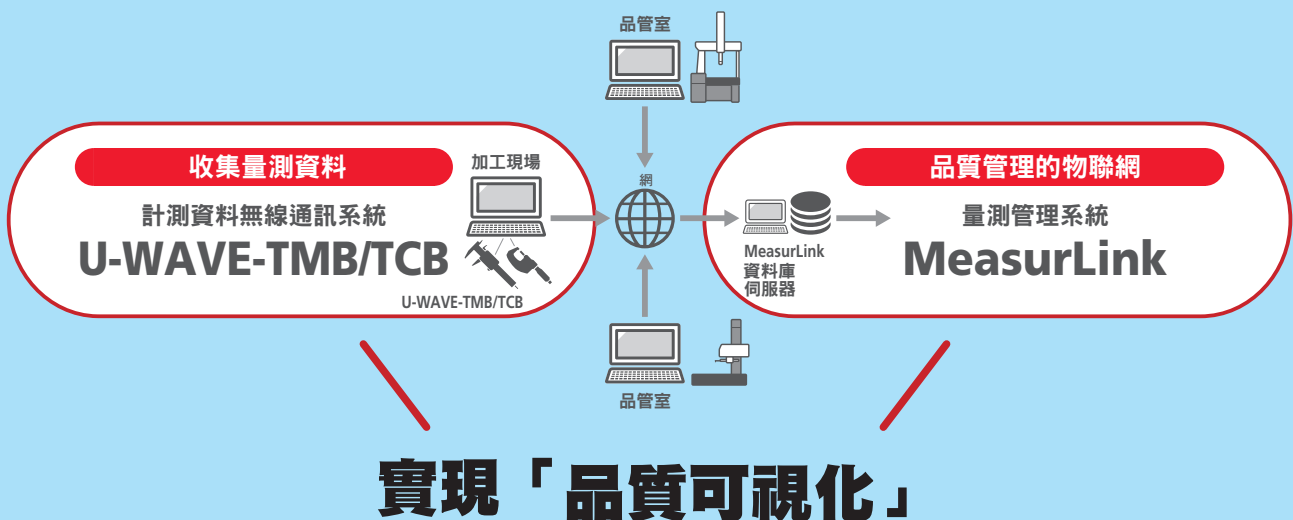 品管室
收集量測資料
計測資料無線通訊系統
U-WAVE-TMB/TCB
加工現場
U-WAVE-TMB/TCB
網
品質管理的物聯網
量測管理系統
MeasurLink
MeasurLink
資料庫
伺服器
品管室
實現「品質可視化」